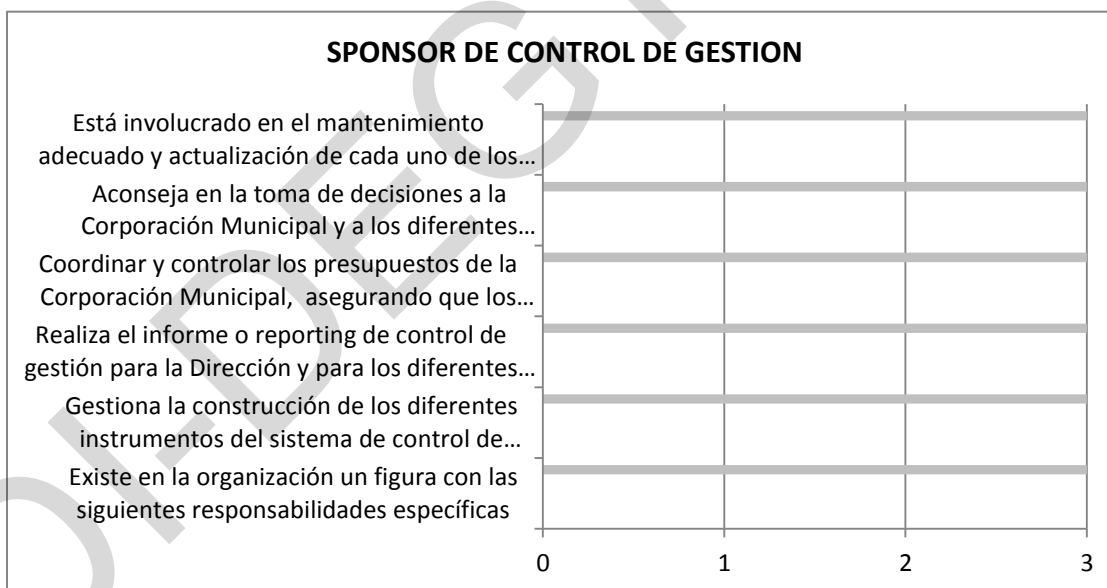 SPONSOR DE CONTROL DE GESTION
Está involucrado en el mantenimiento
adecuado y actualización de cada uno de los...
Aconseja en la toma de decisiones a la
Corporación Municipal y a los diferentes...
Coordinar y controlar los presupuestos de la
Corporación Municipal, asegurando que los...
Realiza el informe o reporting de control de
gestión para la Dirección y para los diferentes...
Gestiona la construcción de los diferentes
instrumentos del sistema de control de...
Existe en la organización un figura con las
siguientes responsabilidades específicas
0 1 2 3